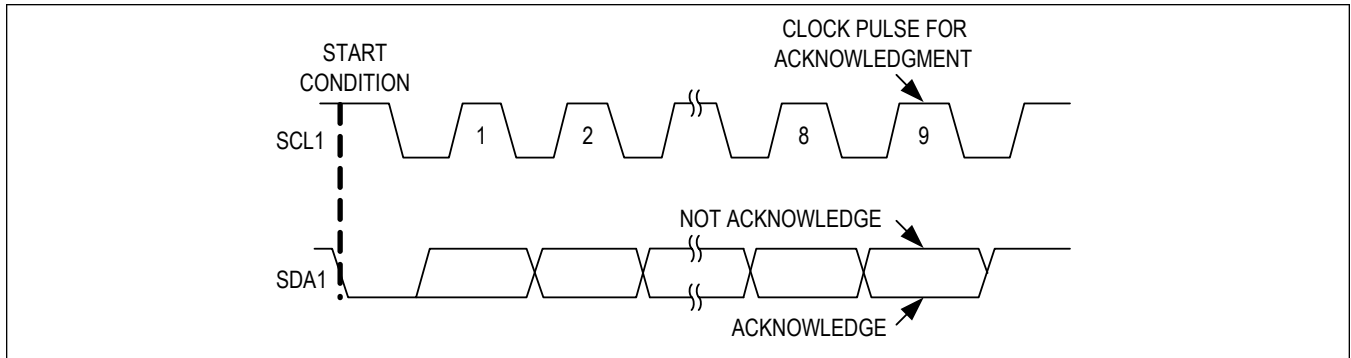 START
CONDITION
CLOCK PULSE FOR
ACKNOWLEDGMENT
SCL1
1
2
8
9
NOT ACKNOWLEDGE
SDA1
ACKNOWLEDGE